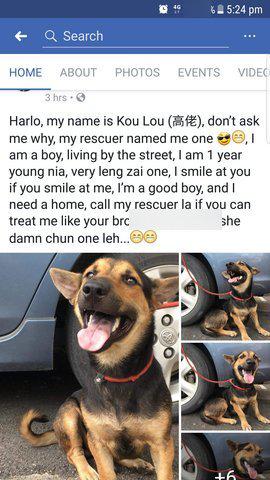 4G
5:24 pm
Search
HOME ABOUT PHOTOS EVENTS VIDEO
3 hrs •
Harlo, my name is Kou Lou (高佬), don't ask
me why, my rescuer named me one 😎😁, I
am a boy, living by the street, I am 1 year
young nia, very leng zai one, I smile at you
if you smile at me, I'm a good boy, and I
need a home, call my rescuer la if you can
treat me like your bro she
damn chun one leh...😁😁
+6